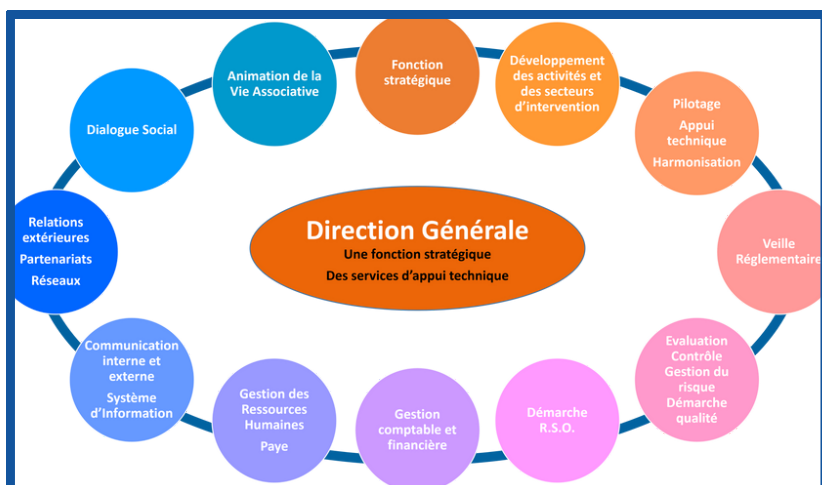 Fonction
stratégique
Développement
des activités et
des secteurs
d'intervention
Pilotage
Appui
technique
Harmonisation
Veille
Réglementaire
Evaluation
Contrôle
Gestion du
risque
Démarche
qualité
Démarche
R.S.O.
Gestion
comptable et
financière
Gestion des
Ressources
Humaines
Paye
Communication
interne et
externe
Système
d'Information
Relations
extérieures
Partenariats
Réseaux
Dialogue Social
Animation de la
Vie Associative
Direction Générale
Une fonction stratégique
Des services d'appui technique